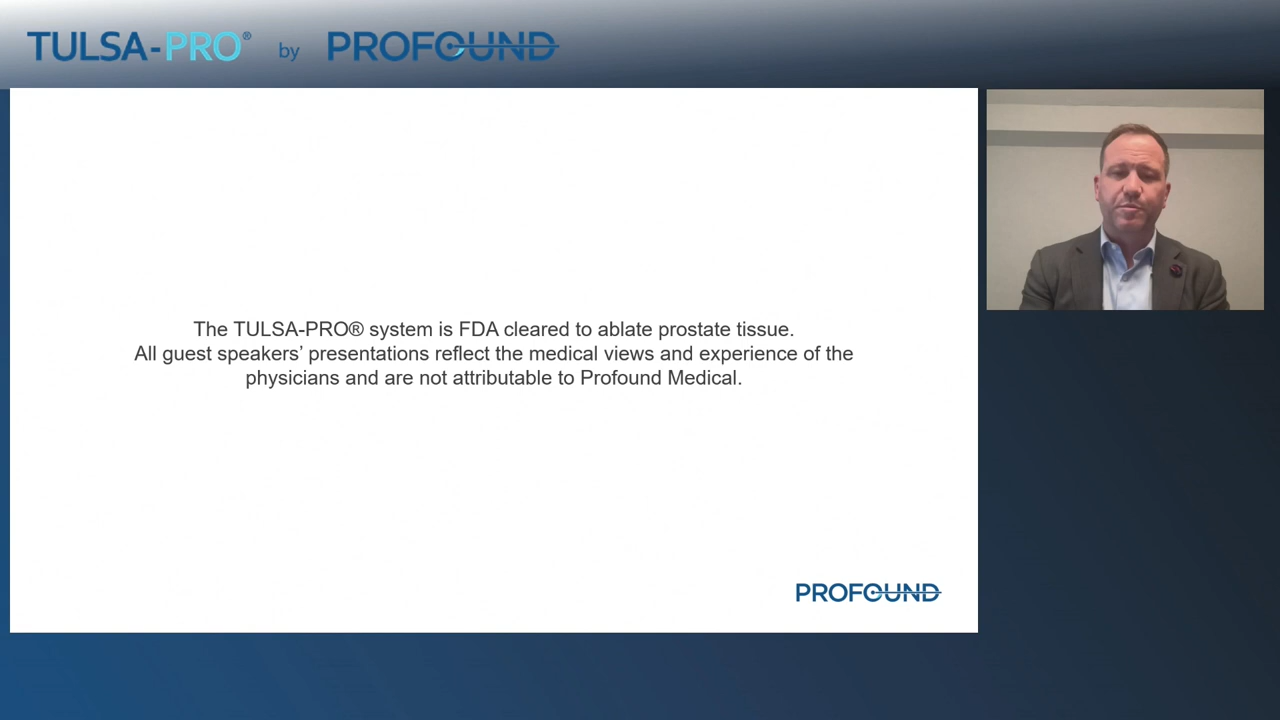 TULSA-PRO® by PROFOUND
The TULSA-PRO® system is FDA cleared to ablate prostate tissue.
All guest speakers’ presentations reflect the medical views and experience of the
physicians and are not attributable to Profound Medical.
PROFOUND